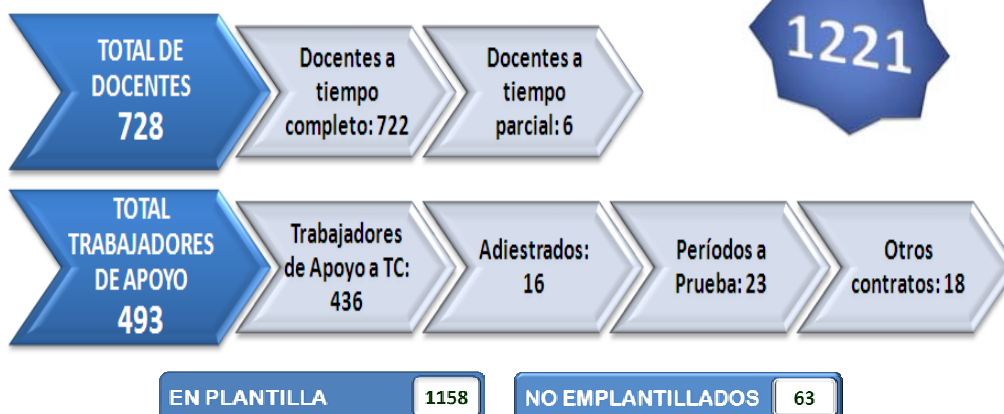 1221
TOTAL DE
DOCENTES
728
Docentes a
tiempo
completo: 722
Docentes a
tiempo
parcial: 6
TOTAL
TRABAJADORES
DE APOYO
493
Trabajadores
de Apoyo a TC:
436
Adiestrados:
16
Períodos a
Prueba: 23
Otros
contratos: 18
EN PLANTILLA 1158
NO EMPLANTILLADOS 63